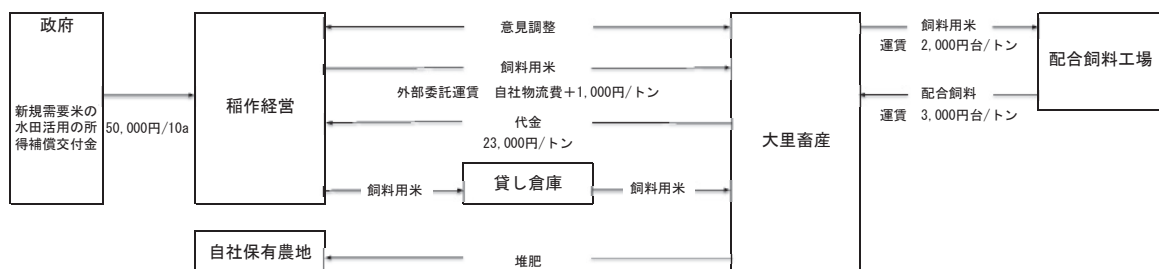 政府
新規需要米の
水田活用の所
得補償交付金
50,000円/10a
稲作経営
意見調整
飼料用米
外部委託運賃 自社物流費+1,000円/トン
代金
23,000円/トン
飼料用米
貸し倉庫
飼料用米
自社保有農地
堆肥
大里畜産
飼料用米
運賃 2,000円台/トン
配合飼料
運賃 3,000円台/トン
配合飼料工場